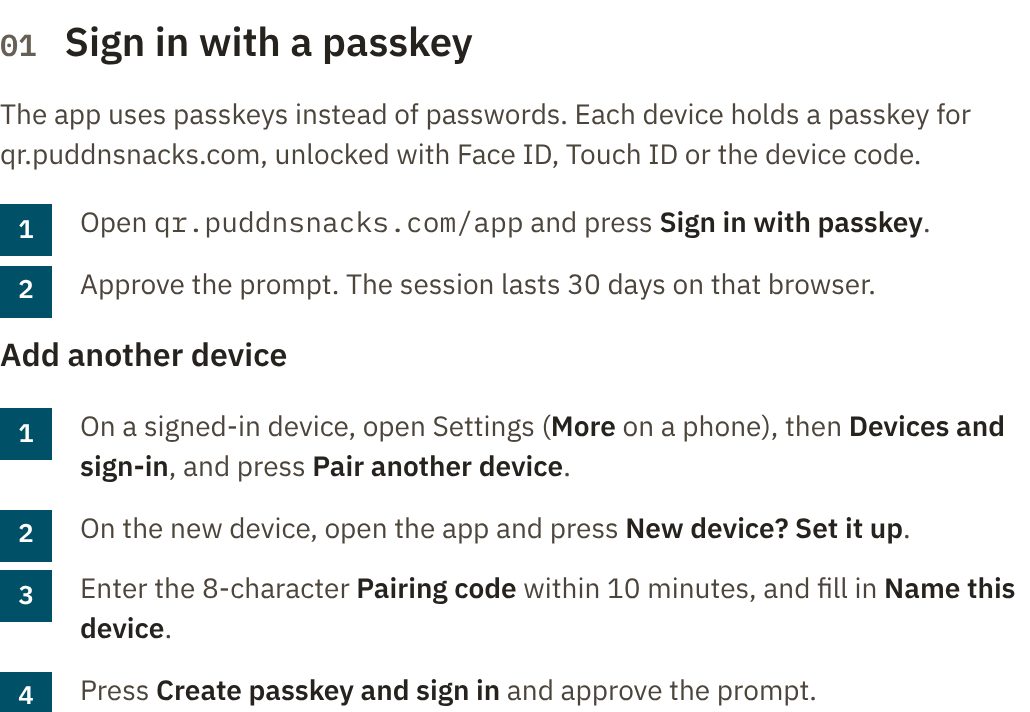 01 Sign in with a passkey
The app uses passkeys instead of passwords. Each device holds a passkey for
qr.puddnsnacks.com, unlocked with Face ID, Touch ID or the device code.
1 Open qr.puddnsnacks.com/app and press Sign in with passkey.
2 Approve the prompt. The session lasts 30 days on that browser.
Add another device
1 On a signed-in device, open Settings (More on a phone), then Devices and
sign-in, and press Pair another device.
2 On the new device, open the app and press New device? Set it up.
3 Enter the 8-character Pairing code within 10 minutes, and fill in Name this
device.
4 Press Create passkey and sign in and approve the prompt.